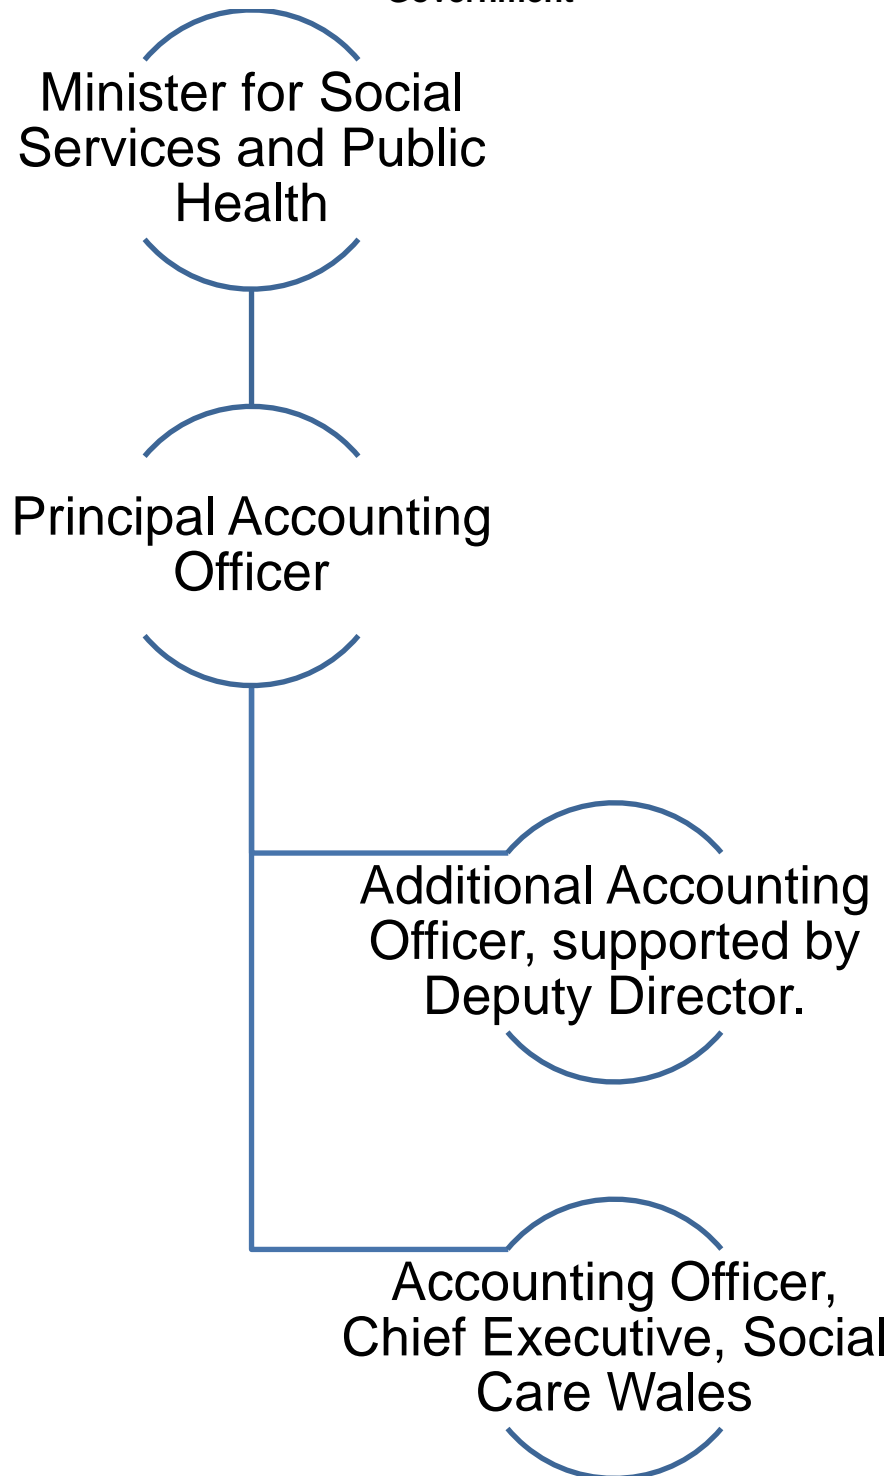 Government
Minister for Social
Services and Public
Health
Principal Accounting
Officer
Additional Accounting
Officer, supported by
Deputy Director.
Accounting Officer,
Chief Executive, Social
Care Wales